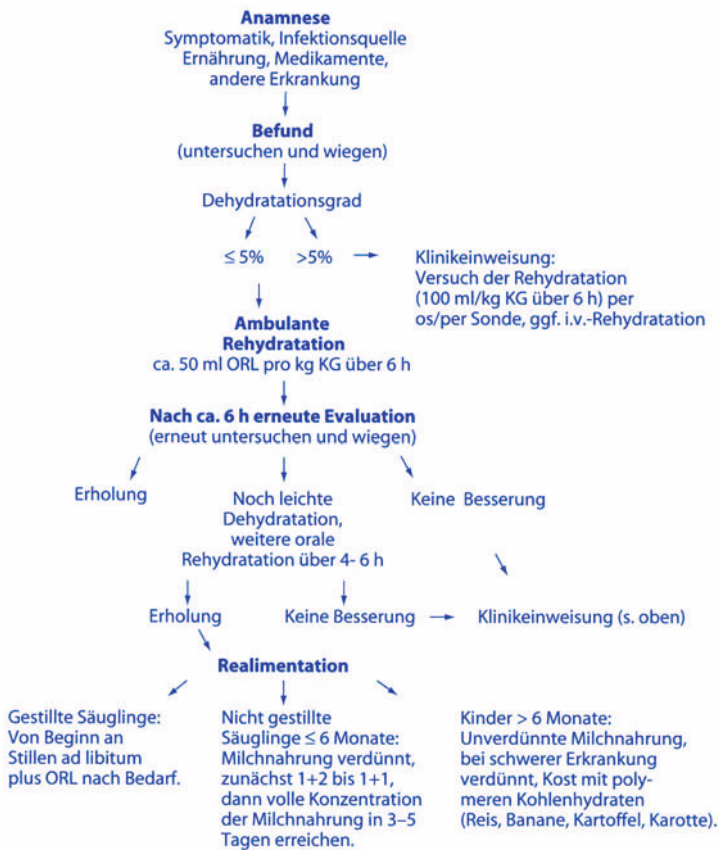 Anamnese
Symptomatik, Infektionsquelle
Ernährung, Medikamente,
andere Erkrankung
Befund
(untersuchen und wiegen)
Dehydratationsgrad
≤ 5%
>5%
Klinikeinweisung:
Versuch der Rehydratation
(100 ml/kg KG über 6 h) per
os/per Sonde, ggf. i.v.-Rehydratation
Ambulante
Rehydratation
ca. 50 ml ORL pro kg KG über 6 h
Nach ca. 6 h erneute Evaluation
(erneut untersuchen und wiegen)
Erholung
Noch leichte
Dehydratation,
weitere orale
Rehydratation über 4- 6 h
Keine Besserung
Erholung
Keine Besserung
Klinikeinweisung (s. oben)
Realimentation
Gestillte Säuglinge:
Von Beginn an
Stillen ad libitum
plus ORL nach Bedarf.
Nicht gestillte
Säuglinge ≤ 6 Monate:
Milchnahrung verdünnt,
zunächst 1+2 bis 1+1,
dann volle Konzentration
der Milchnahrung in 3–5
Tagen erreichen.
Kinder > 6 Monate:
Unverdünnte Milchnahrung,
bei schwerer Erkrankung
verdünnt, Kost mit poly-
meren Kohlenhydraten
(Reis, Banane, Kartoffel, Karotte).